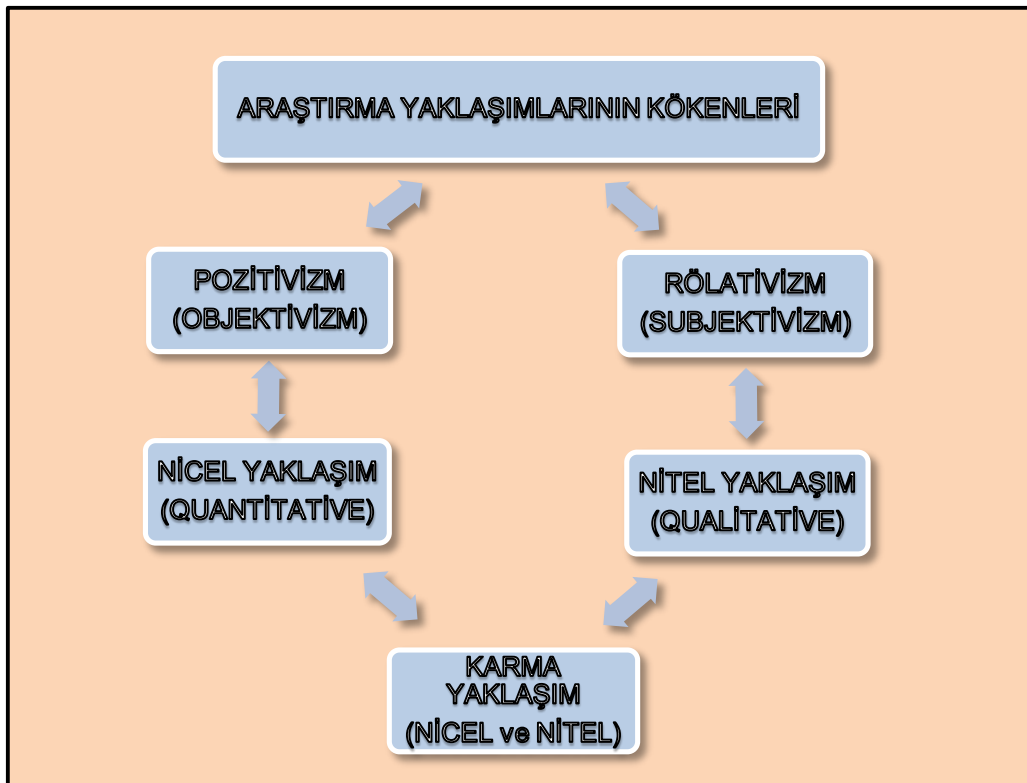 ARAŞTIRMA YAKLAŞIMLARININ KÖKENLERİ
POZİTİVİZM
(OBJEKTİVİZM)
RÖLATİVİZM
(SUBJEKTİVİZM)
NİCEL YAKLAŞIM
(QUANTİTATİVE)
NİTEL YAKLAŞIM
(QUALİTATİVE)
KARMA
YAKLAŞIM
(NİCEL ve NİTEL)